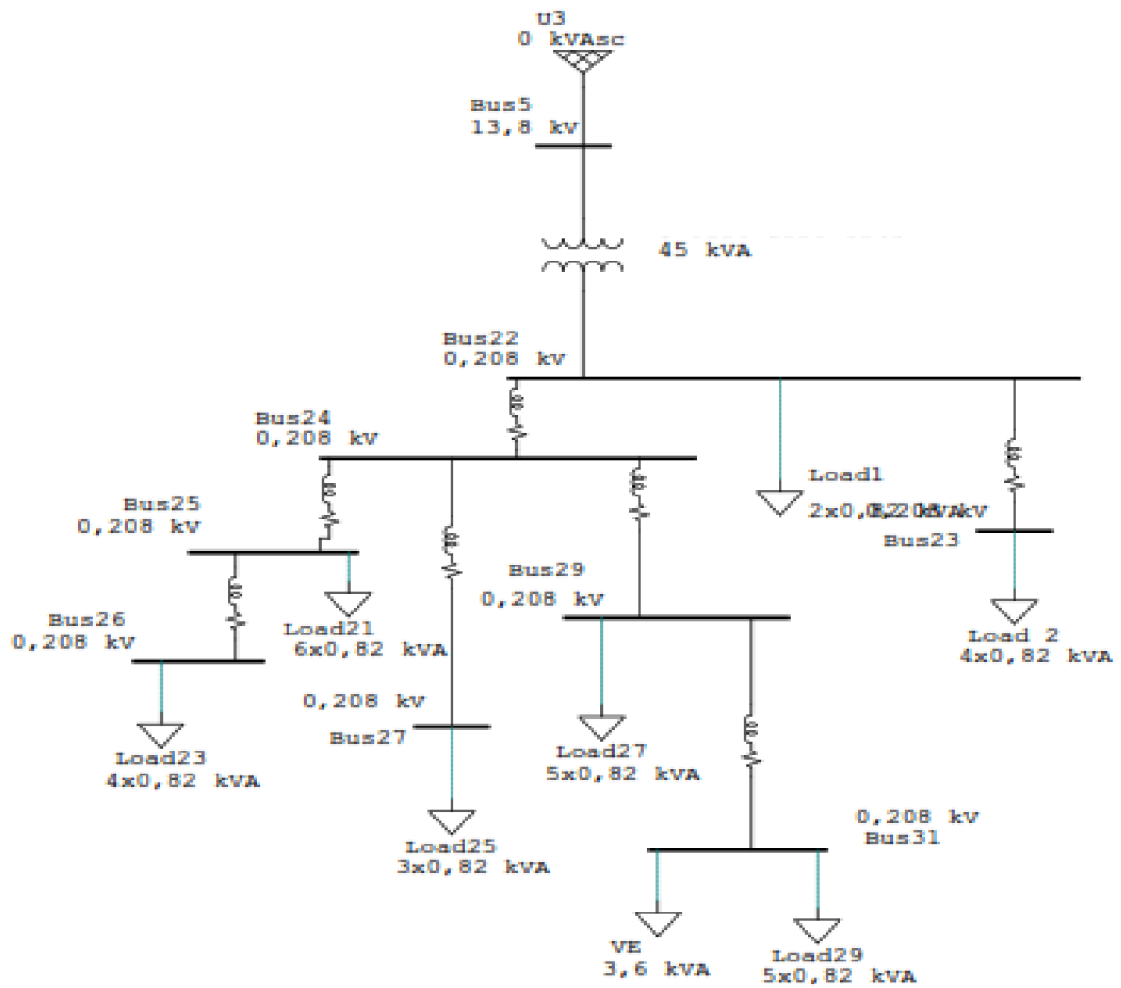 U3
0 kVAsc
Bus5
13,8 kV
45 kVA
Bus22
0,208 kV
Bus24
0,208 kV
Load1
Bus25
0,208 kV
Bus23
Bus29
0,208 kV
Bus26
0,208 kV
Load21
6x0,82 kVA
Load 2
4x0,82 kVA
0,208 kV
Bus27
Load23
4x0,82 kVA
Load27
5x0,82 kVA
0,208 kV
Bus31
Load25
3x0,82 kVA
VE
3,6 kVA
Load29
5x0,82 kVA